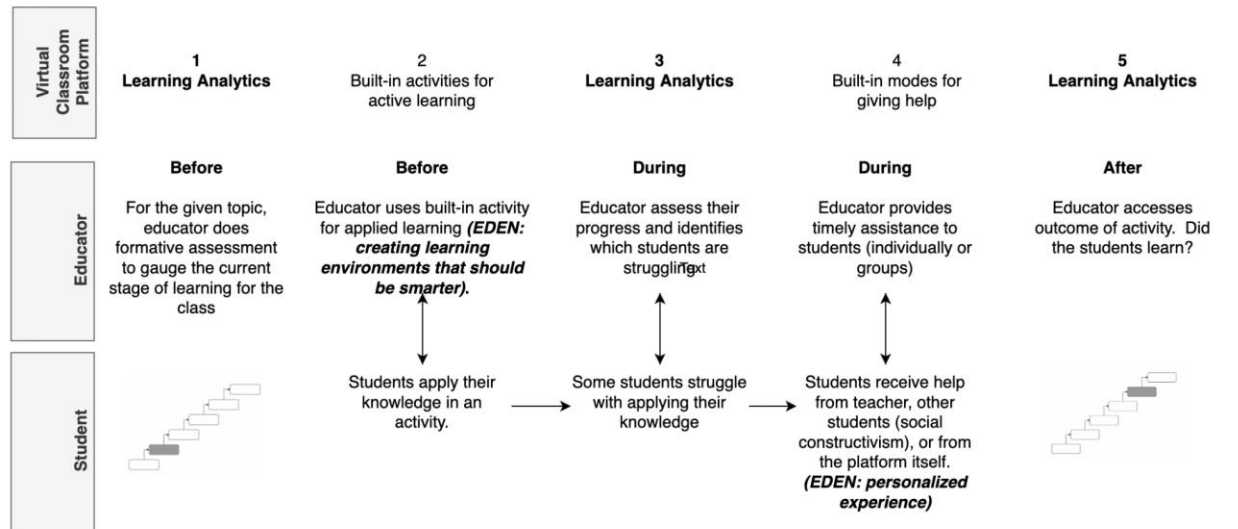 Virtual
Classroom
Platform
1
Learning Analytics
2
Built-in activities for
active learning
3
Learning Analytics
4
Built-in modes for
giving help
5
Learning Analytics
Educator
Before
For the given topic,
educator does
formative assessment
to gauge the current
stage of learning for the
class
Before
Educator uses built-in activity
for applied learning (EDEN:
creating learning
environments that should
be smarter).
During
Educator assess their
progress and identifies
which students are
struggling.
Text
During
Educator provides
timely assistance to
students (individually or
groups)
After
Educator accesses
outcome of activity. Did
the students learn?
Student
Students apply their
knowledge in an
activity.
Some students struggle
with applying their
knowledge
Students receive help
from teacher, other
students (social
constructivism), or from
the platform itself.
(EDEN: personalized
experience)